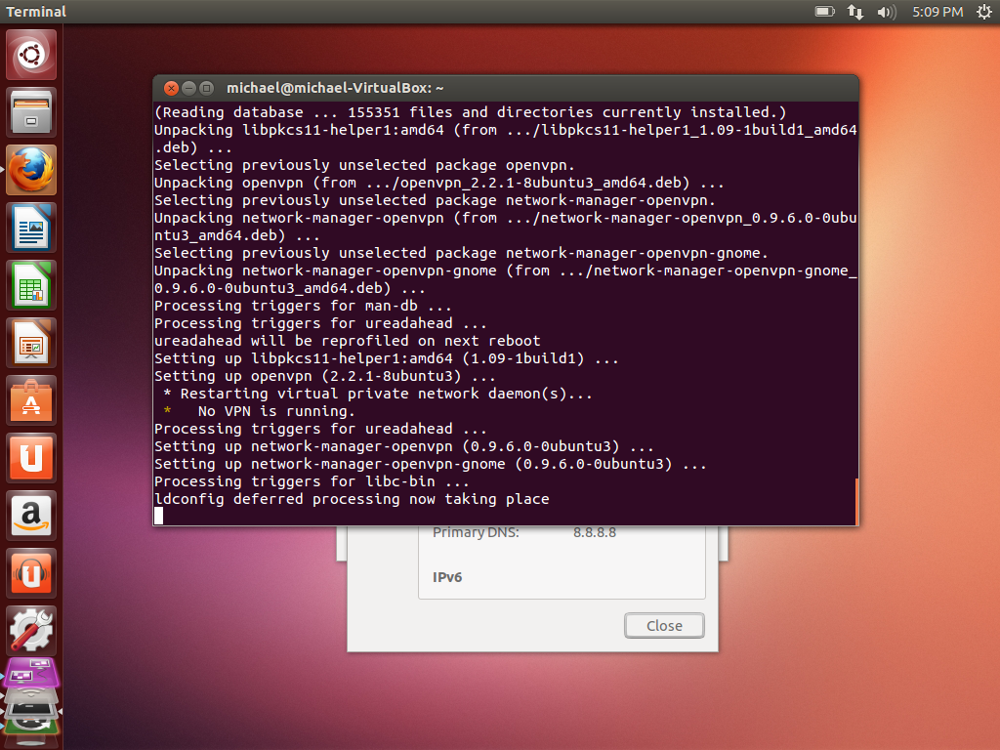 Terminal
5:09 PM
michael@michael-VirtualBox: ~
(Reading database ... 155351 files and directories currently installed.)
Unpacking libpkcs11-helper1:amd64 (from .../libpkcs11-helper1_1.09-1build1_amd64
.deb) ...
Selecting previously unselected package openvpn.
Unpacking openvpn (from .../openvpn_2.2.1-8ubuntu3_amd64.deb) ...
Selecting previously unselected package network-manager-openvpn.
Unpacking network-manager-openvpn (from .../network-manager-openvpn_0.9.6.0-0ubu
ntu3_amd64.deb) ...
Selecting previously unselected package network-manager-openvpn-gnome.
Unpacking network-manager-openvpn-gnome (from .../network-manager-openvpn-gnome_
0.9.6.0-0ubuntu3_amd64.deb) ...
Processing triggers for man-db ...
Processing triggers for ureadahead ...
ureadahead will be reprofiled on next reboot
Setting up libpkcs11-helper1:amd64 (1.09-1build1) ...
Setting up openvpn (2.2.1-8ubuntu3) ...
 * Restarting virtual private network daemon(s)...
 *   No VPN is running.
Processing triggers for ureadahead ...
Setting up network-manager-openvpn (0.9.6.0-0ubuntu3) ...
Setting up network-manager-openvpn-gnome (0.9.6.0-0ubuntu3) ...
Processing triggers for libc-bin ...
ldconfig deferred processing now taking place
Primary DNS: 8.8.8.8
IPv6
Close